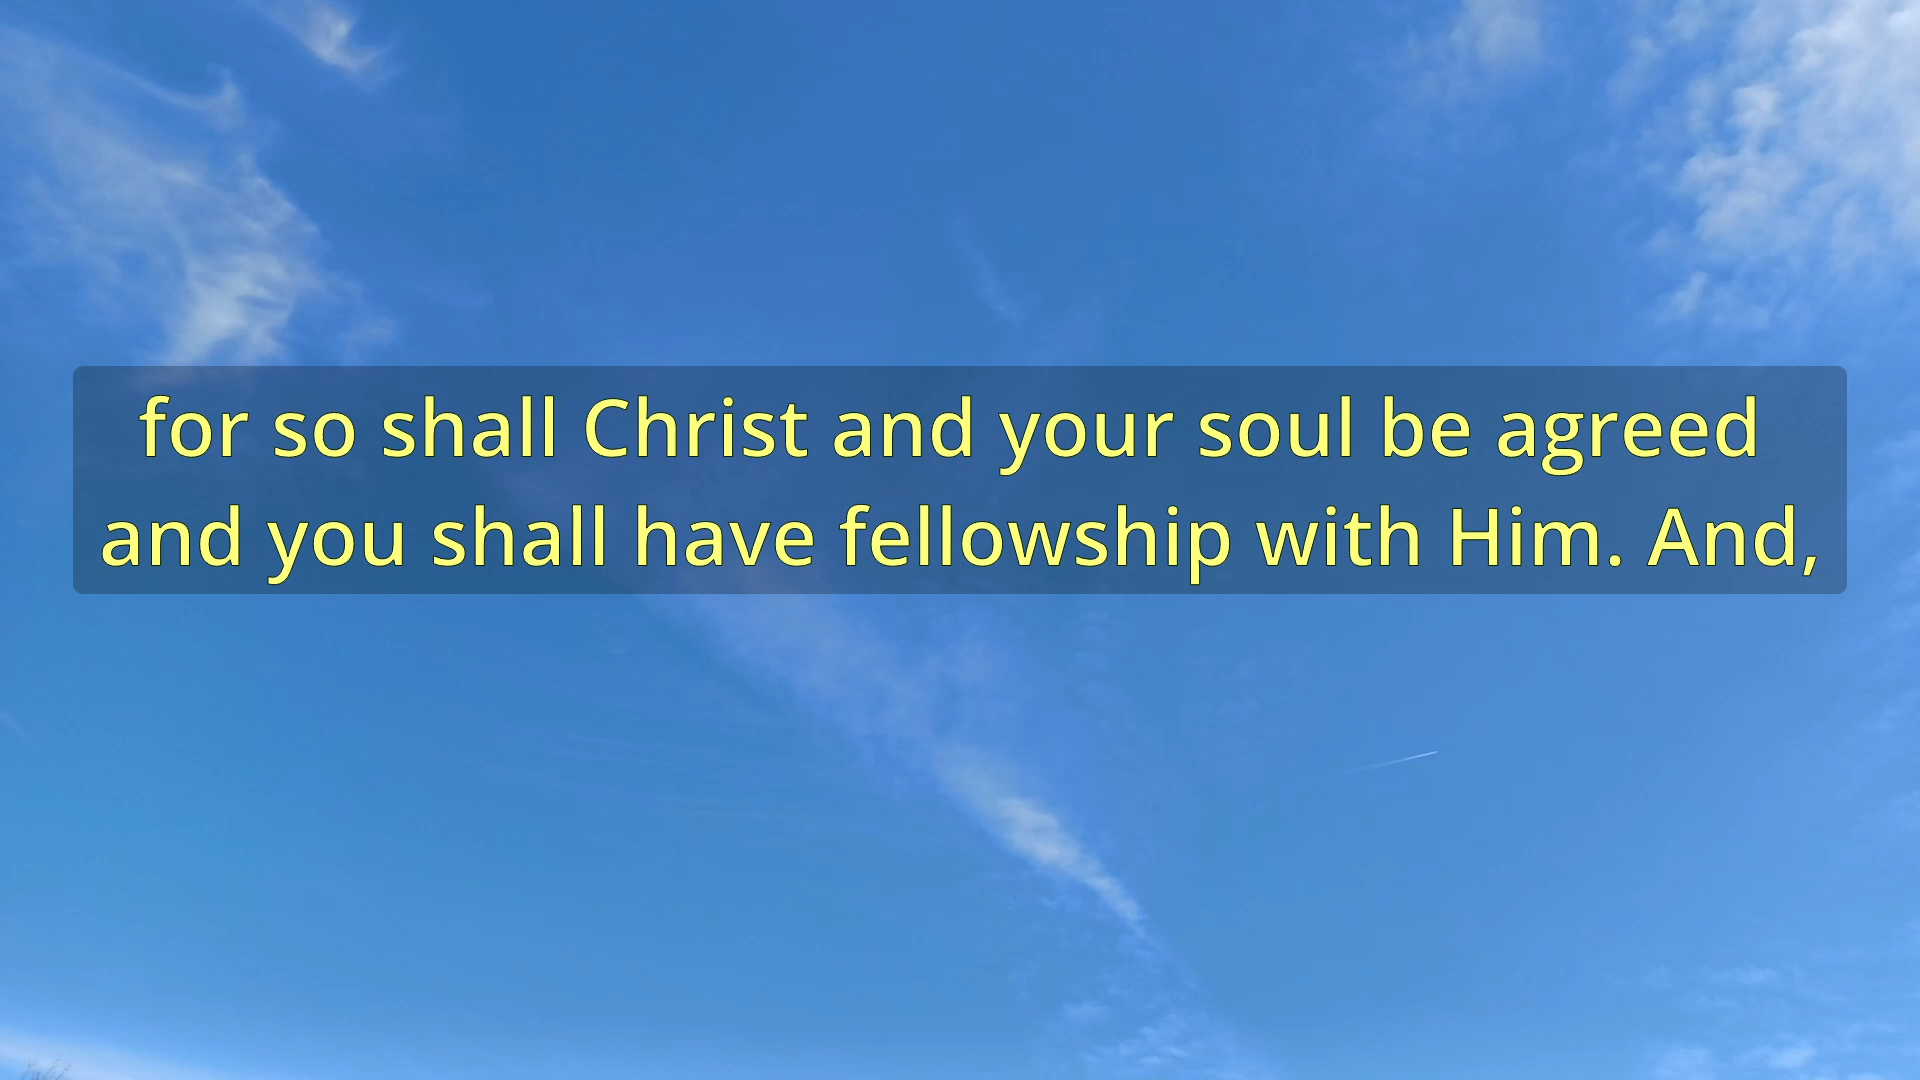 for so shall Christ and your soul be agreed
and you shall have fellowship with Him. And,